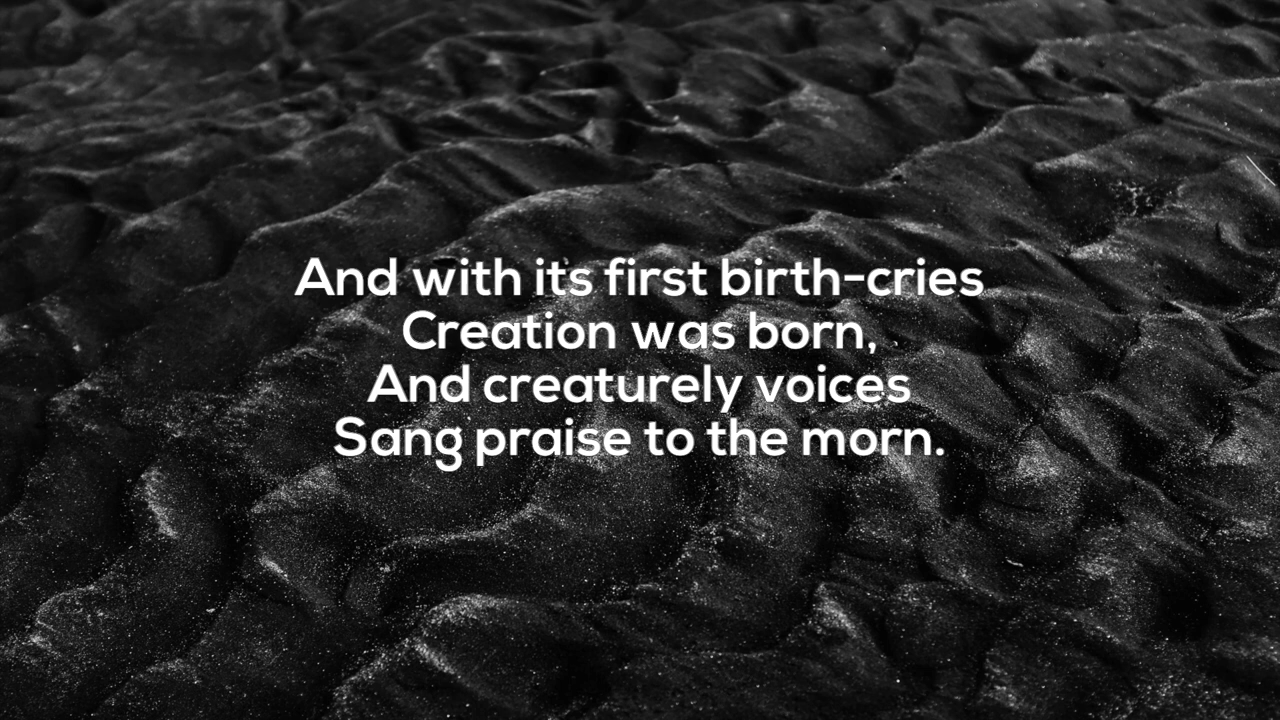 And with its first birth-cries
Creation was born,
And creaturely voices
Sang praise to the morn.